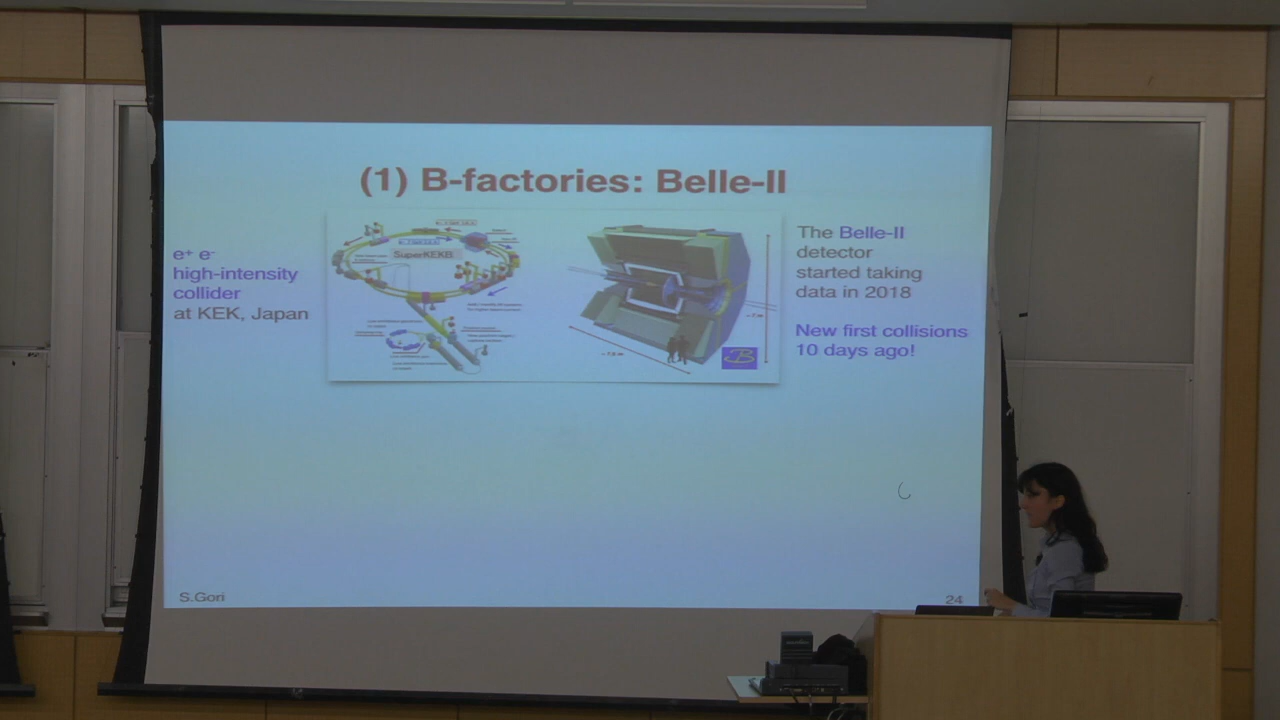 (1) B-factories: Belle-II
e⁺ e⁻
high-intensity
collider
at KEK, Japan
SuperKEKB
The Belle-II
detector
started taking
data in 2018
New first collisions
10 days ago!
S.Gori
24